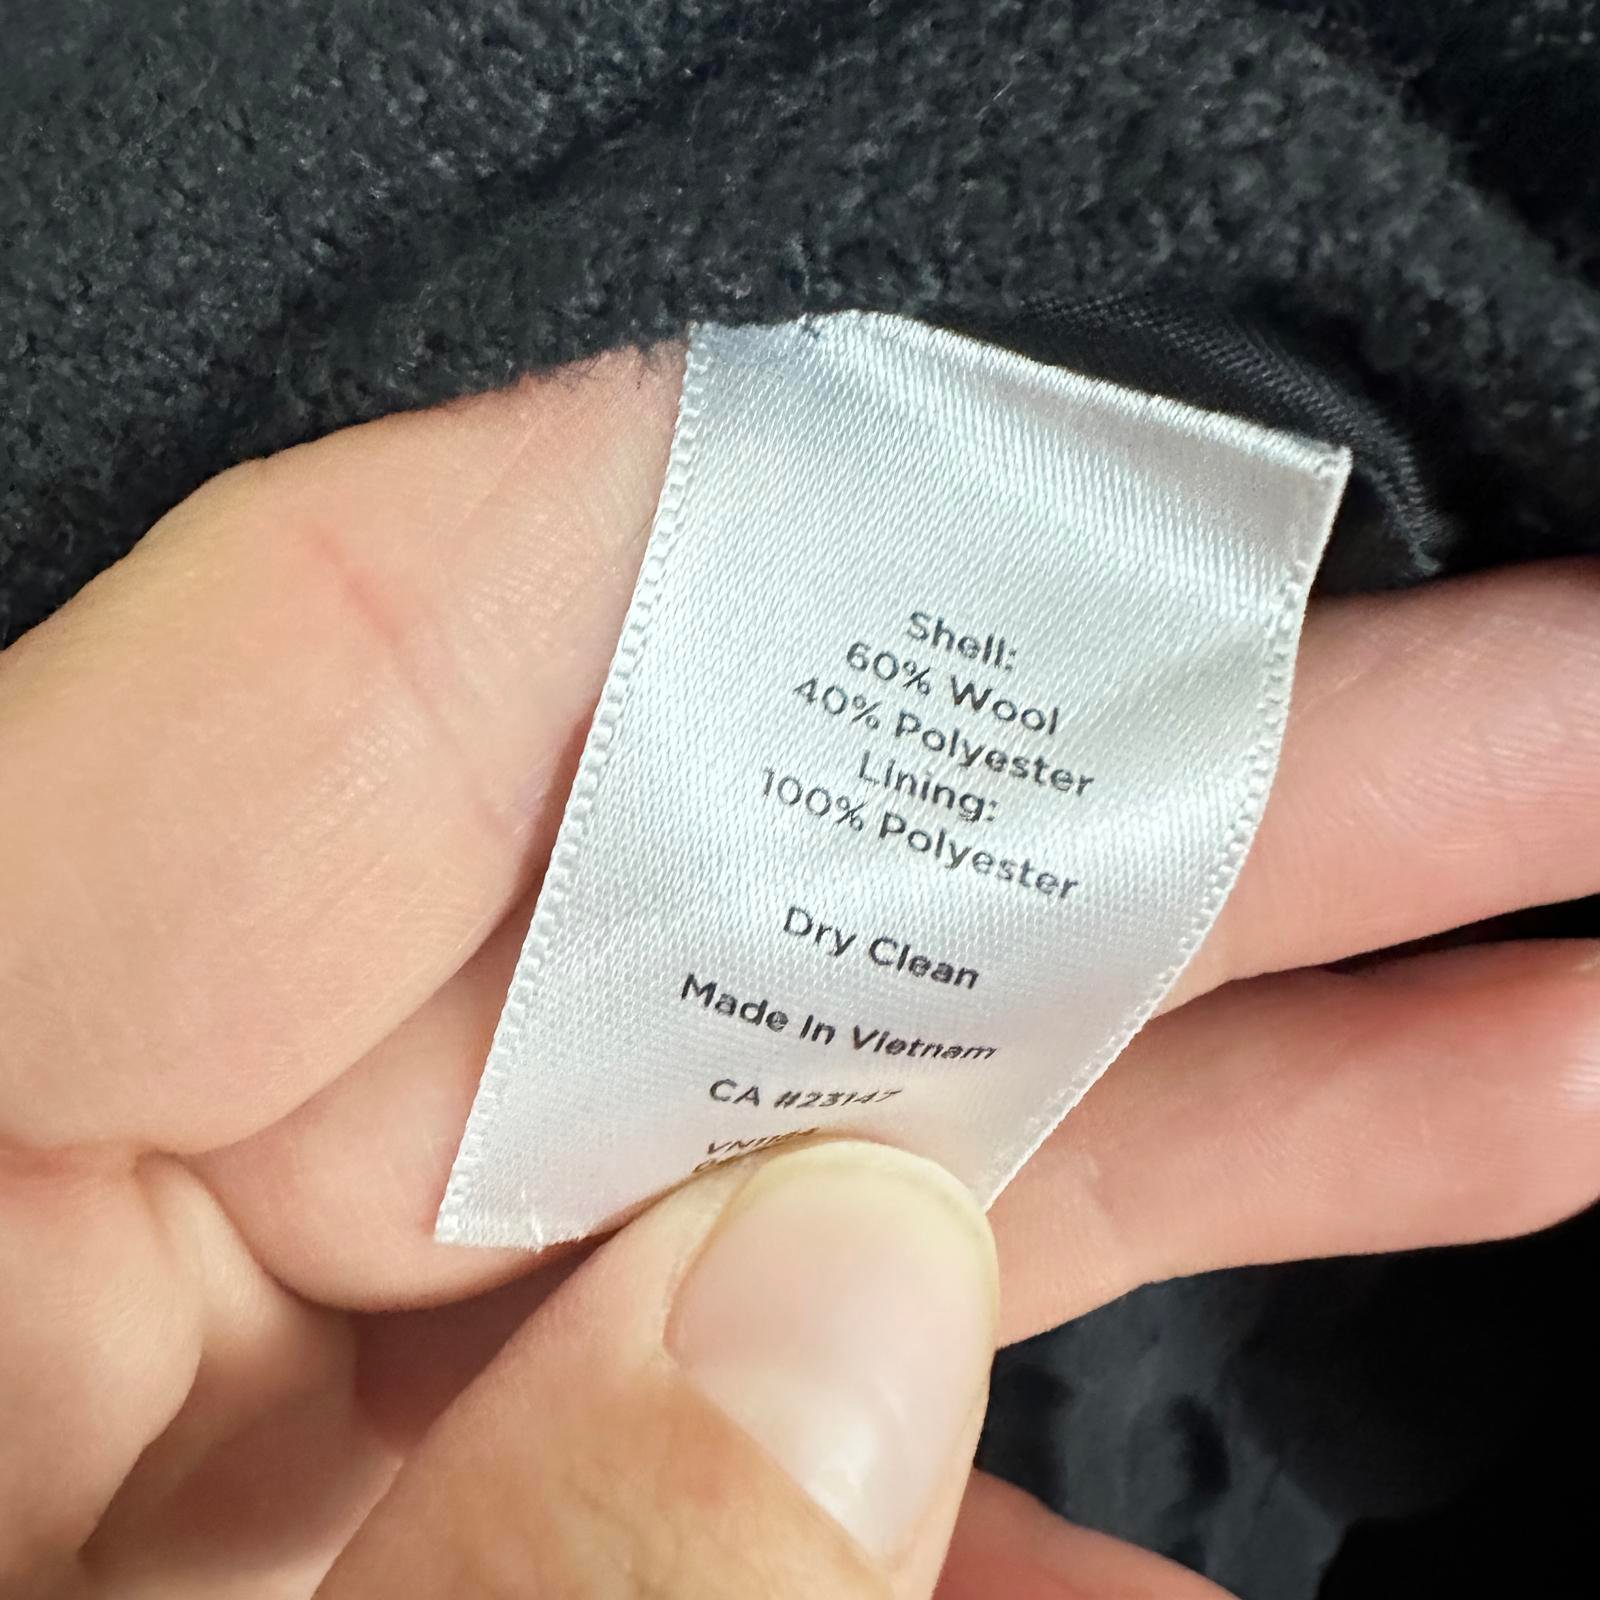 Shell:
60% Wool
40% Polyester
Lining:
100% Polyester
Dry Clean
Made In Vietnam
CA #23147